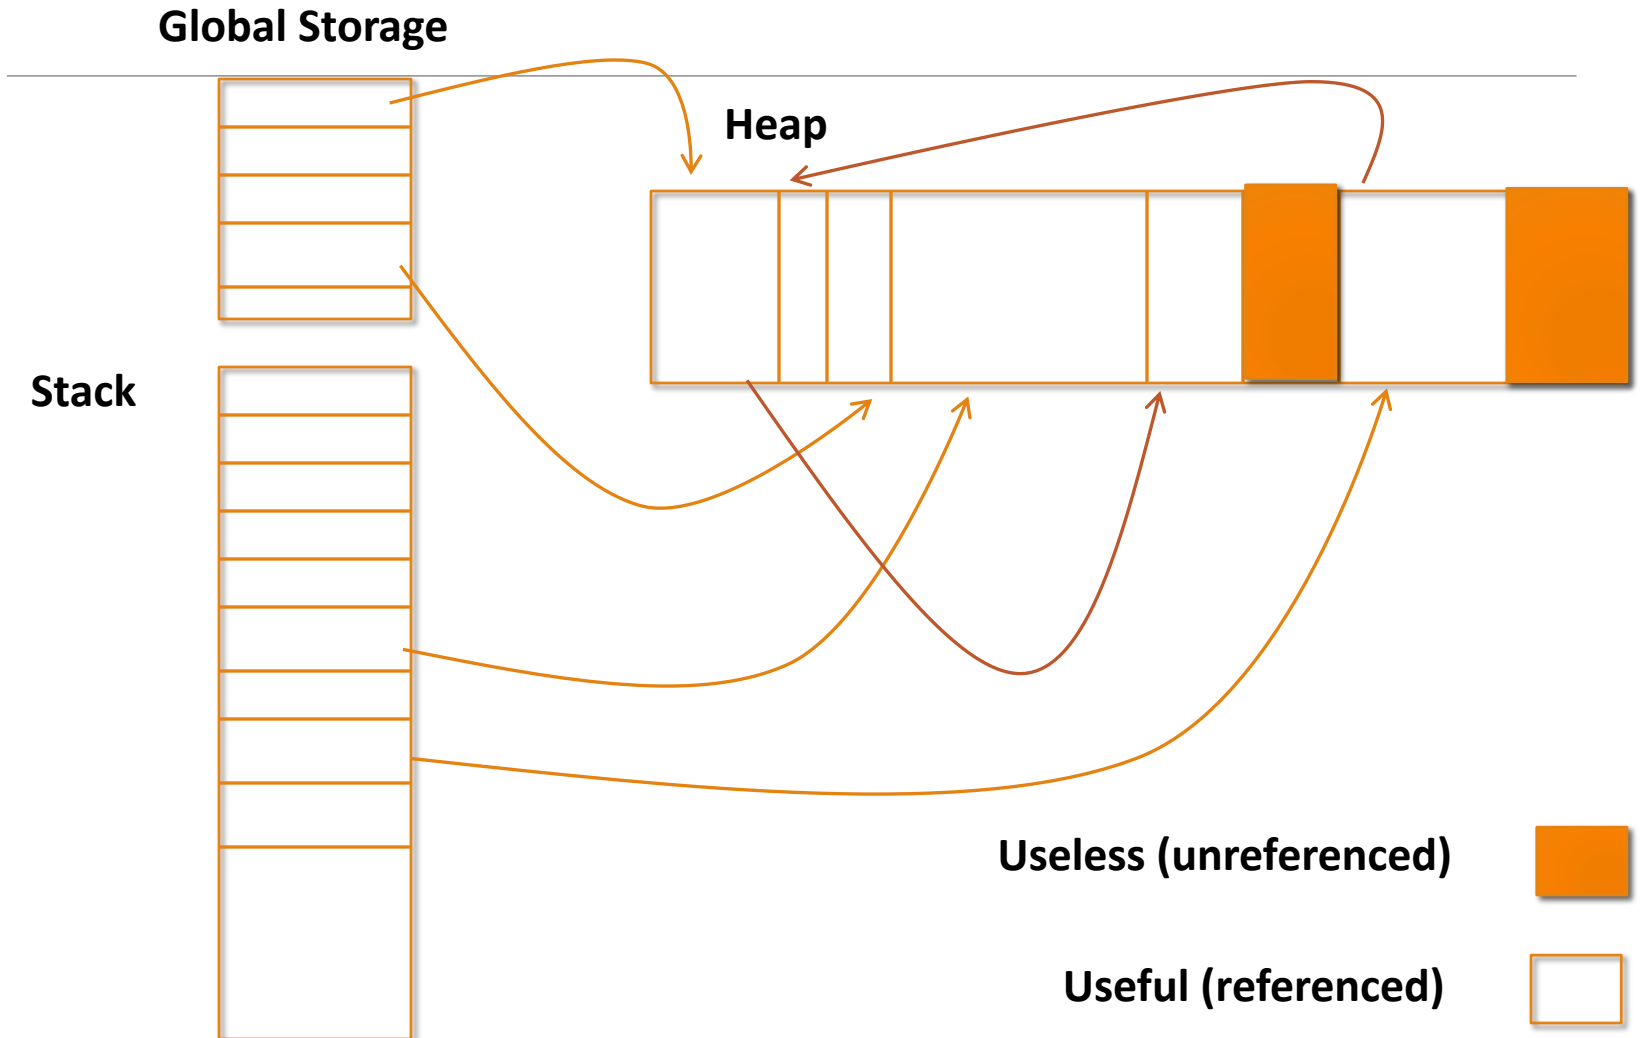 Global Storage
Heap
Stack
Useless (unreferenced)
Useful (referenced)